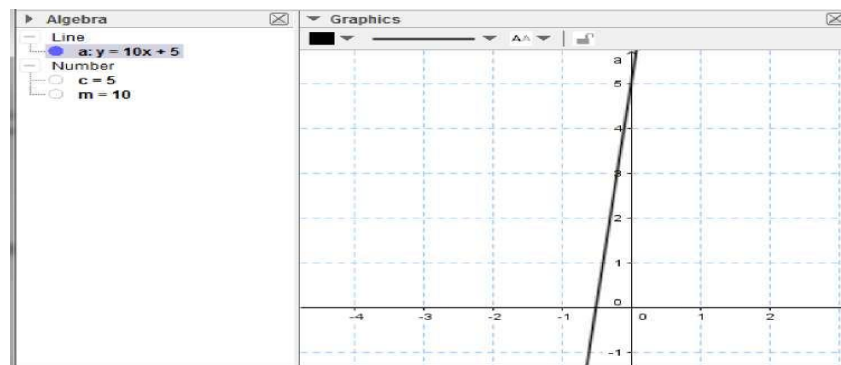 Algebra
Line
a: y = 10x + 5
Number
c = 5
m = 10
Graphics
AA
a
5
4
3
2
1
0
-4 -3 -2 -1 0 1 2
-1